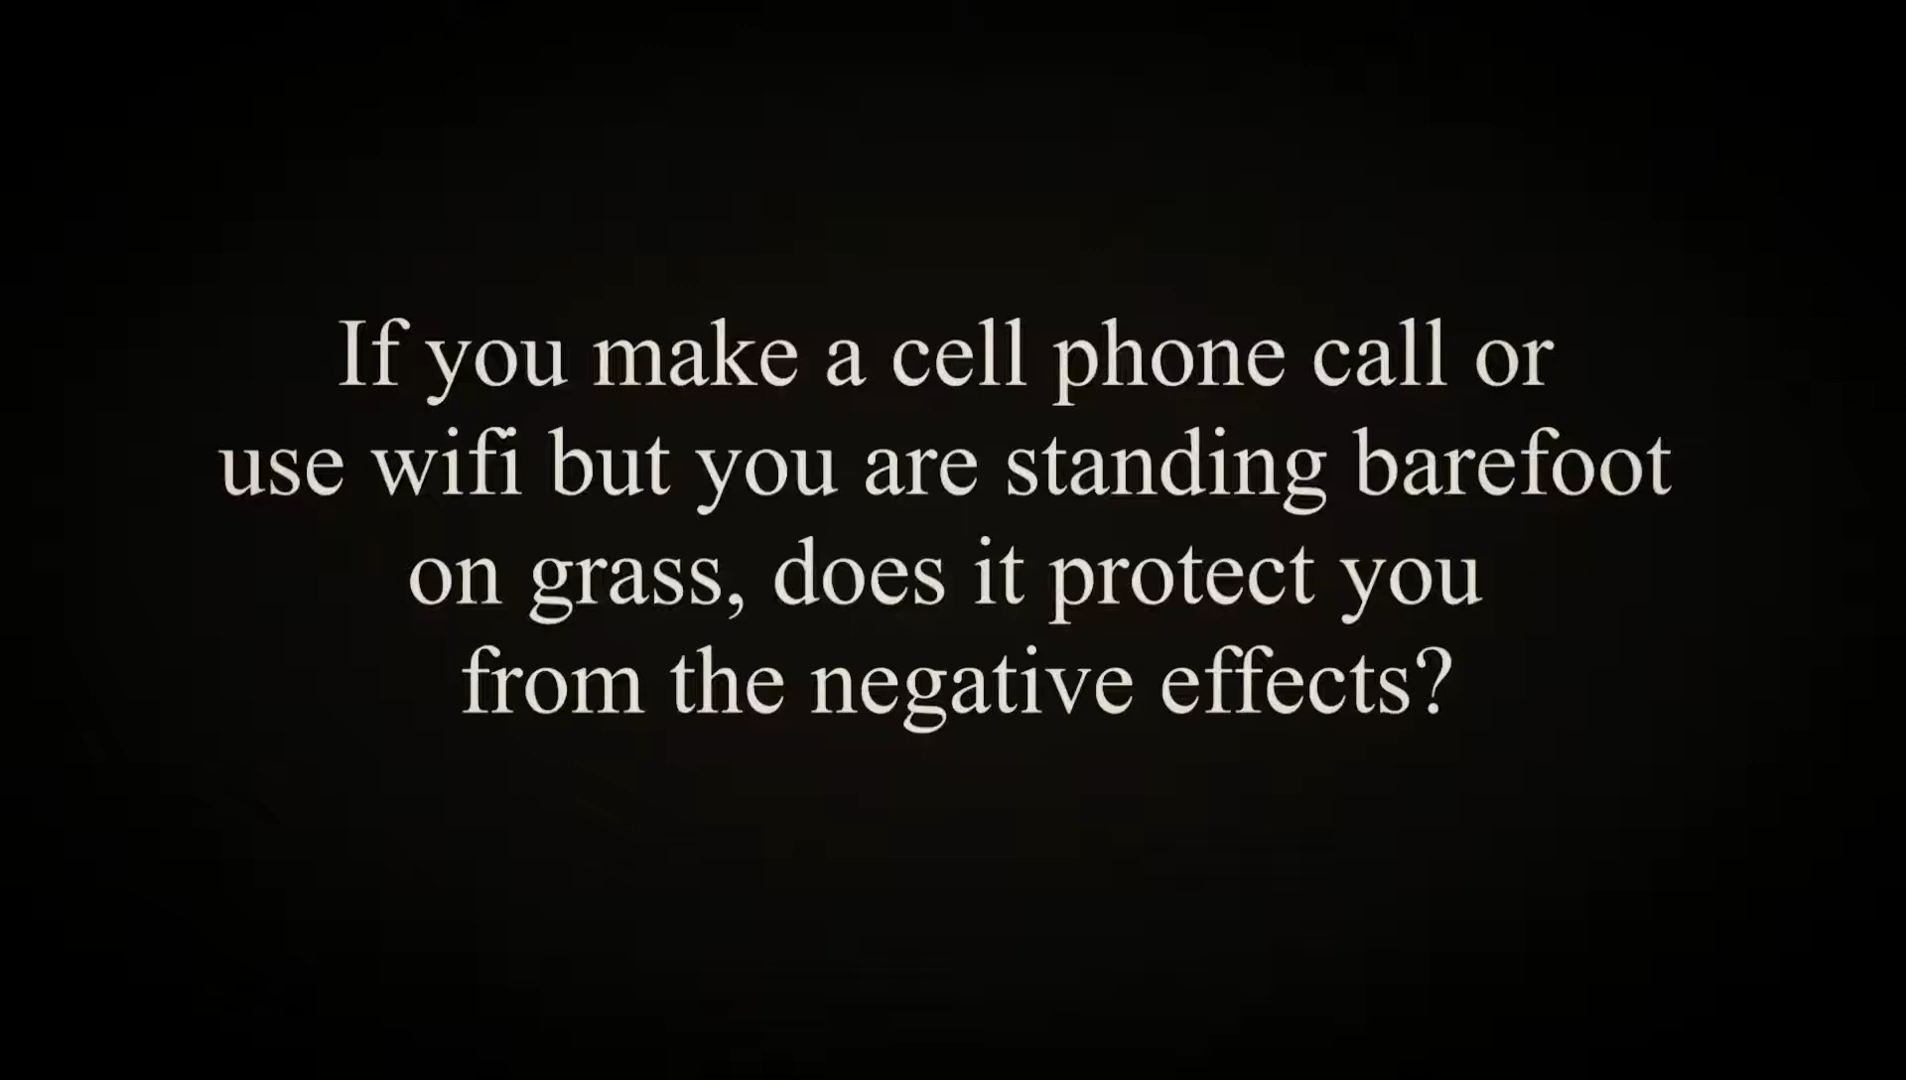 If you make a cell phone call or
use wifi but you are standing barefoot
on grass, does it protect you
from the negative effects?